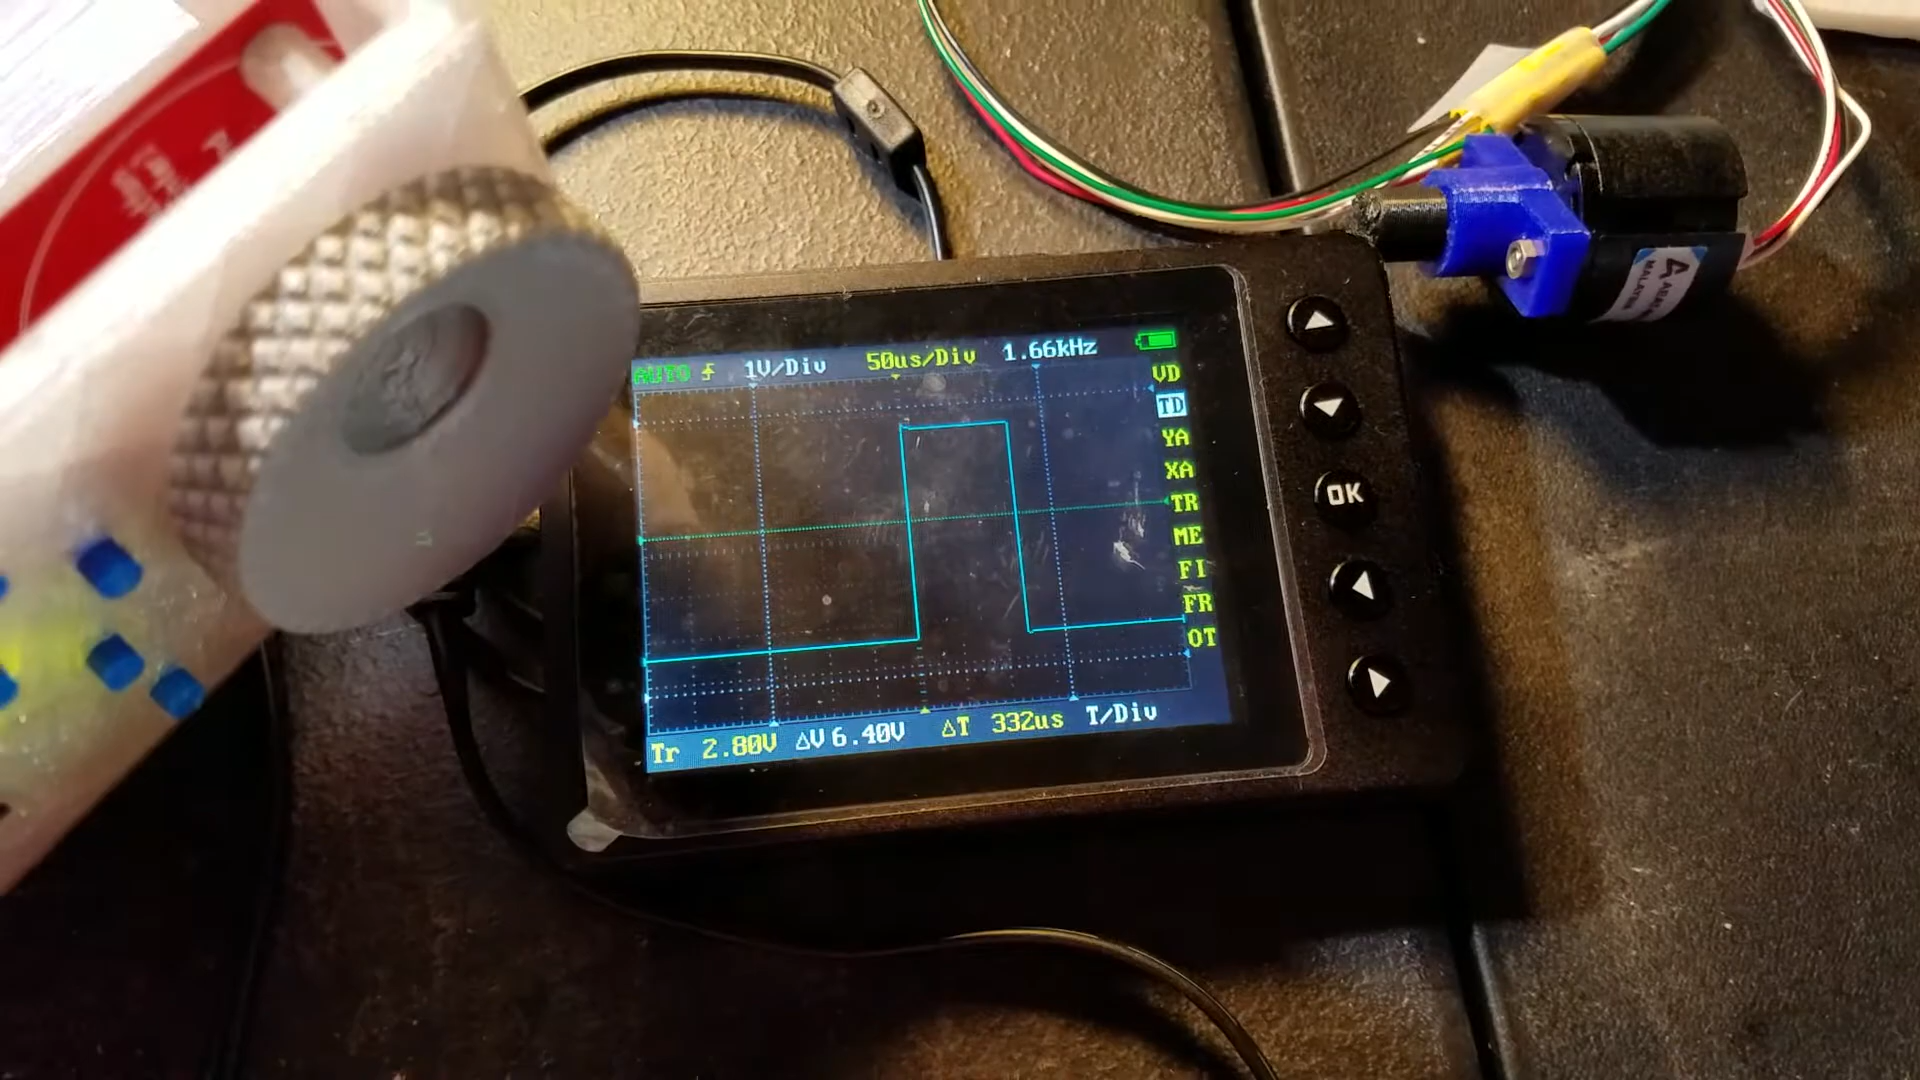 AUTO 1V/Div 50us/Div 1.66kHz
VD
TD
YA
XA
TR
ME
FI
FR
OT
Tr 2.80V ΔV 6.40V ΔT 332us T/Div
OK
MALAYSIA